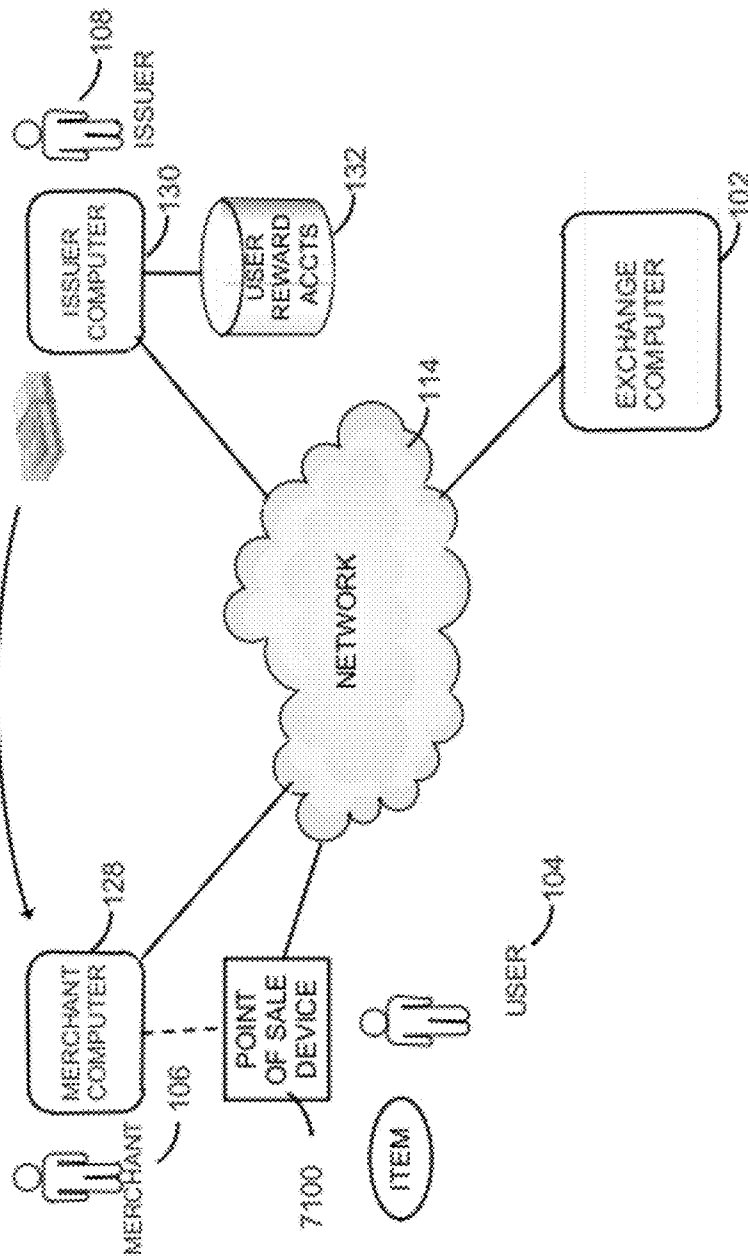 MERCHANT
106
MERCHANT
COMPUTER
128
ISSUER
COMPUTER
130
108
ISSUER
USER
REWARD
ACCTS
132
POINT
OF SALE
DEVICE
7100
ITEM
USER
104
NETWORK
114
EXCHANGE
COMPUTER
102